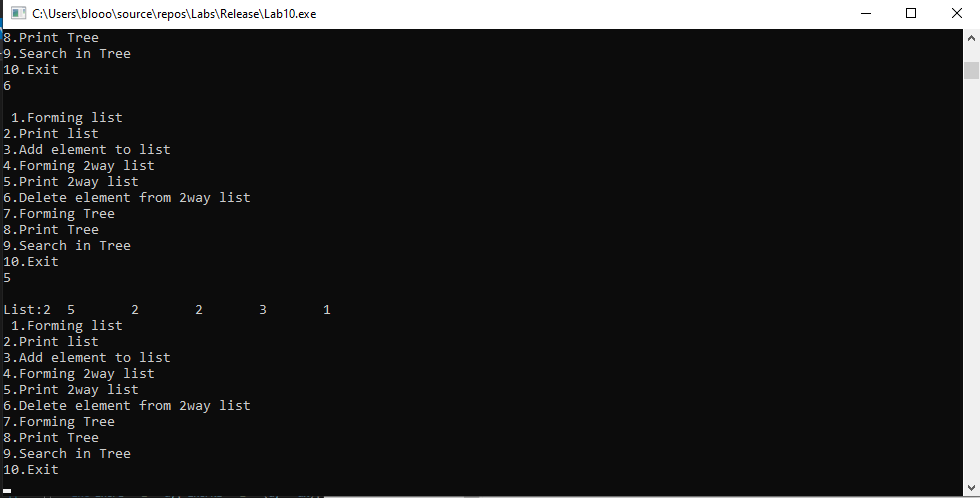 C:\Users\blooo\source\repos\Labs\Release\Lab10.exe
8.Print Tree
9.Search in Tree
10.Exit
6
1.Forming list
2.Print list
3.Add element to list
4.Forming 2way list
5.Print 2way list
6.Delete element from 2way list
7.Forming Tree
8.Print Tree
9.Search in Tree
10.Exit
5
List:2 5 2 2 3 1
1.Forming list
2.Print list
3.Add element to list
4.Forming 2way list
5.Print 2way list
6.Delete element from 2way list
7.Forming Tree
8.Print Tree
9.Search in Tree
10.Exit